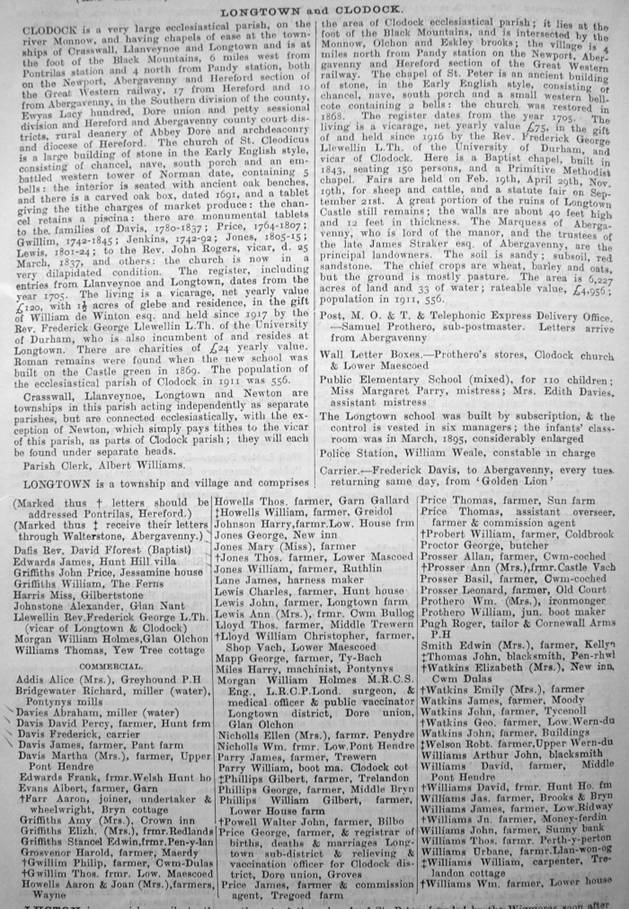 LONGTOWN and CLODOCK.
CLODOCK is a very large ecclesiastical parish, on the
river Monnow, and having chapels of ease at the town-
ships of Crasswall, Llanveynoe and Longtown and is at
the foot of the Black Mountains, 6 miles west from
Pontrilas station and 4 north from Pandy station, both
on the Newport, Abergavenny and Hereford section of
the Great Western railway, 17 from Hereford and 10
from Abergavenny, in the Southern division of the county,
Ewyas Lacy hundred, Dore union and petty sessional
division and Hereford and Abergavenny county court dis-
tricts, rural deanery of Abbey Dore and archdeaconry
and diocese of Hereford. The church of St. Cleodicus
is a large building of stone in the Early English style,
consisting of chancel, nave, south porch and an em-
battled western tower of Norman date, containing 5
bells: the interior is seated with ancient oak benches,
and there is a carved oak box, dated 1691, and a tablet
giving the tithe charges of market produce: the chan-
cel retains a piscina: there are monumental tablets
to the families of Davis, 1780-1837; Price, 1764-1807;
Gwillim, 1742-1845; Jenkins, 1742-92; Jones, 1805-15;
Lewis, 1801-24; to the Rev. John Rogers, vicar, d. 25
March, 1837, and others: the church is now in a
very dilapidated condition. The register, including
entries from Llanveynoe and Longtown, dates from the
year 1705. The living is a vicarage, net yearly value
£120, with 1½ acres of glebe and residence, in the gift
of William de Winton esq. and held since 1917 by the
Rev. Frederick George Llewellin L.Th. of the University
of Durham, who is also incumbent of and resides at
Longtown. There are charities of £24 yearly value.
Roman remains were found when the new school was
built on the Castle green in 1869. The population of
the ecclesiastical parish of Clodock in 1911 was 556.
Crasswall, Llanveynoe, Longtown and Newton are
townships in this parish acting independently as separate
parishes, but are connected ecclesiastically, with the ex-
ception of Newton, which simply pays tithes to the vicar
of this parish, as parts of Clodock parish; they will each
be found under separate heads.
Parish Clerk, Albert Williams.
LONGTOWN is a township and village and comprises
the area of Clodock ecclesiastical parish; it lies at the
foot of the Black Mountains, and is intersected by the
Monnow, Olchon and Eskley brooks; the village is 4
miles north from Pandy station on the Newport, Aber-
gavenny and Hereford section of the Great Western
railway. The chapel of St. Peter is an ancient building
of stone, in the Early English style, consisting of
chancel, nave, south porch and a small western bell-
cote containing 2 bells: the church was restored in
1868. The register dates from the year 1705. The
living is a vicarage, net yearly value £75, in the gift
of and held since 1916 by the Rev. Frederick George
Llewellin L.Th. of the University of Durham, and
vicar of Clodock. Here is a Baptist chapel, built in
1843, seating 150 persons, and a Primitive Methodist
chapel. Fairs are held on Feb. 19th, April 29th, Nov.
19th, for sheep and cattle, and a statute fair on Sep-
tember 21st. A great portion of the ruins of Longtown
Castle still remains; the walls are about 40 feet high
and 12 feet in thickness. The Marquess of Aberga-
venny, who is lord of the manor, and the trustees of
the late James Straker esq. of Abergavenny, are the
principal landowners. The soil is sandy; subsoil, red
sandstone. The chief crops are wheat, barley and oats,
but the ground is mostly pasture. The area is 6,227
acres of land and 33 of water; rateable value, £4,956;
population in 1911, 556.
Post, M. O. & T. & Telephonic Express Delivery Office.
—Samuel Prothero, sub-postmaster. Letters arrive
from Abergavenny
Wall Letter Boxes.—Prothero's stores, Clodock church
& Lower Maescoed
Public Elementary School (mixed), for 110 children;
Miss Margaret Parry, mistress; Mrs. Edith Davies,
assistant mistress
The Longtown school was built by subscription, & the
control is vested in six managers; the infants' class-
room was in March, 1895, considerably enlarged
Police Station, William Weale, constable in charge
Carrier.—Frederick Davis, to Abergavenny, every tues.
returning same day, from 'Golden Lion'
(Marked thus † letters should be
addressed Pontrilas, Hereford.)
(Marked thus ‡ receive their letters
through Walterstone, Abergavenny.)
Dafis Rev. David Fforest (Baptist)
Edwards James, Hunt Hill villa
Griffiths John Price, Jessamine house
Griffiths William, The Ferns
Harris Miss, Gilbertstone
Johnstone Alexander, Glan Nant
Llewellin Rev.Frederick George L.Th.
(vicar of Longtown & Clodock)
Morgan William Holmes,Glan Olchon
Williams Thomas, Yew Tree cottage
COMMERCIAL.
Addis Alice (Mrs.), Greyhound P.H
Bridgewater Richard, miller (water),
Pontynys mills
Davies Abraham, miller (water)
Davis David Percy, farmer, Hunt frm
Davis Frederick, carrier
Davis James, farmer, Pant farm
Davis Martha (Mrs.), farmer, Upper
Pont Hendre
Edwards Frank, frmr.Welsh Hunt ho
Evans Albert, farmer, Garn
†Farr Aaron, joiner, undertaker &
wheelwright, Bryn cottage
Griffiths Amy (Mrs.), Crown inn
Griffiths Elizh. (Mrs.), frmr.Redlands
Griffiths Stancel Edwin,frmr.Pen-y-lan
Grosvenor Harold, farmer, Maerdy
†Gwillim Philip, farmer, Cwm-Dulas
†Gwillim Thos. frmr. Low. Maescoed
Howells Aaron & Joan (Mrs.),farmers,
Wayne
Howells Thos. farmer, Garn Gallard
‡Howells William, farmer, Greidol
Johnson Harry,farmr.Low. House frm
Jones George, New inn
Jones Mary (Miss), farmer
†Jones Thos. farmer, Lower Mascoed
Jones William, farmer, Ruthlin
Lane James, harness maker
Lewis Charles, farmer, Hunt house
Lewis John, farmer, Longtown farm
Lewis Ann (Mrs.), frmr. Cwm Bullog
Lloyd Thos. farmer, Middle Trewern
†Lloyd William Christopher, farmer,
Shop Vach, Lower Maescoed
Mapp George, farmer, Ty-Bach
Miles Harry, machinist, Pontynys
Morgan William Holmes M.R.C.S.
Eng., L.R.C.P.Lond. surgeon, &
medical officer & public vaccinator
Longtown district, Dore union,
Glan Olchon
Nicholls Ellen (Mrs.), farmer. Penydre
Nicholls Wm. frmr. Low.Pont Hendre
Parry James, farmer, Trewern
Parry William, boot ma. Clodock cot
‡Phillips Gilbert, farmer, Trelandon
Phillips George, farmer, Middle Bryn
Phillips William Gilbert, farmer,
Lower House farm
†Powell Walter John, farmer, Bilbo
Price George, farmer, & registrar of
births, deaths & marriages Long-
town sub-district & relieving &
vaccination officer for Clodock dis-
trict, Dore union, Groves
Price James, farmer & commission
agent, Tregoed farm
Price Thomas, farmer, Sun farm
Price Thomas, assistant overseer,
farmer & commission agent
†Probert William, farmer, Coldbrook
Proctor George, butcher
Prosser Allan, farmer, Cwm-coched
†Prosser Ann (Mrs.),frmr.Castle Vach
Prosser Basil, farmer, Cwm-coched
Prosser Leonard, farmer, Old Court
Prothero Wm. (Mrs.), ironmonger
Prothero William, jun. boot maker
Pugh Roger, tailor & Cornewall Arms
P.H
Smith Edwin (Mrs.), farmer, Kellyn
‡Thomas John, blacksmith, Pen-rhwl
†Watkins Elizabeth (Mrs.), New inn,
Cwm Dulas
†Watkins Emily (Mrs.), farmer
Watkins James, farmer, Moody
Watkins John, farmer, Tycenoll
†Watkins Geo. farmer, Low.Wern-du
Watkins John, farmer, Buildings
‡Welson Robt. farmer,Upper Wern-du
Williams Arthur John, blacksmith
Williams David, farmer, Middle
Pont Hendre
†Williams David, frmr. Hunt Ho. fm
Williams Jas. farmer, Brooks & Bryn
Williams James, farmer, Low.Bidway
†Williams Jn. farmer, Money-ferdin
Williams John, farmer, Sunny bank
Williams Thos. farmer. Perth-y-perton
Williams Urbane, farmr.Llan-won-og
‡Williams William, carpenter, Tre-
landon cottage
†Williams Wm. farmer, Lower house